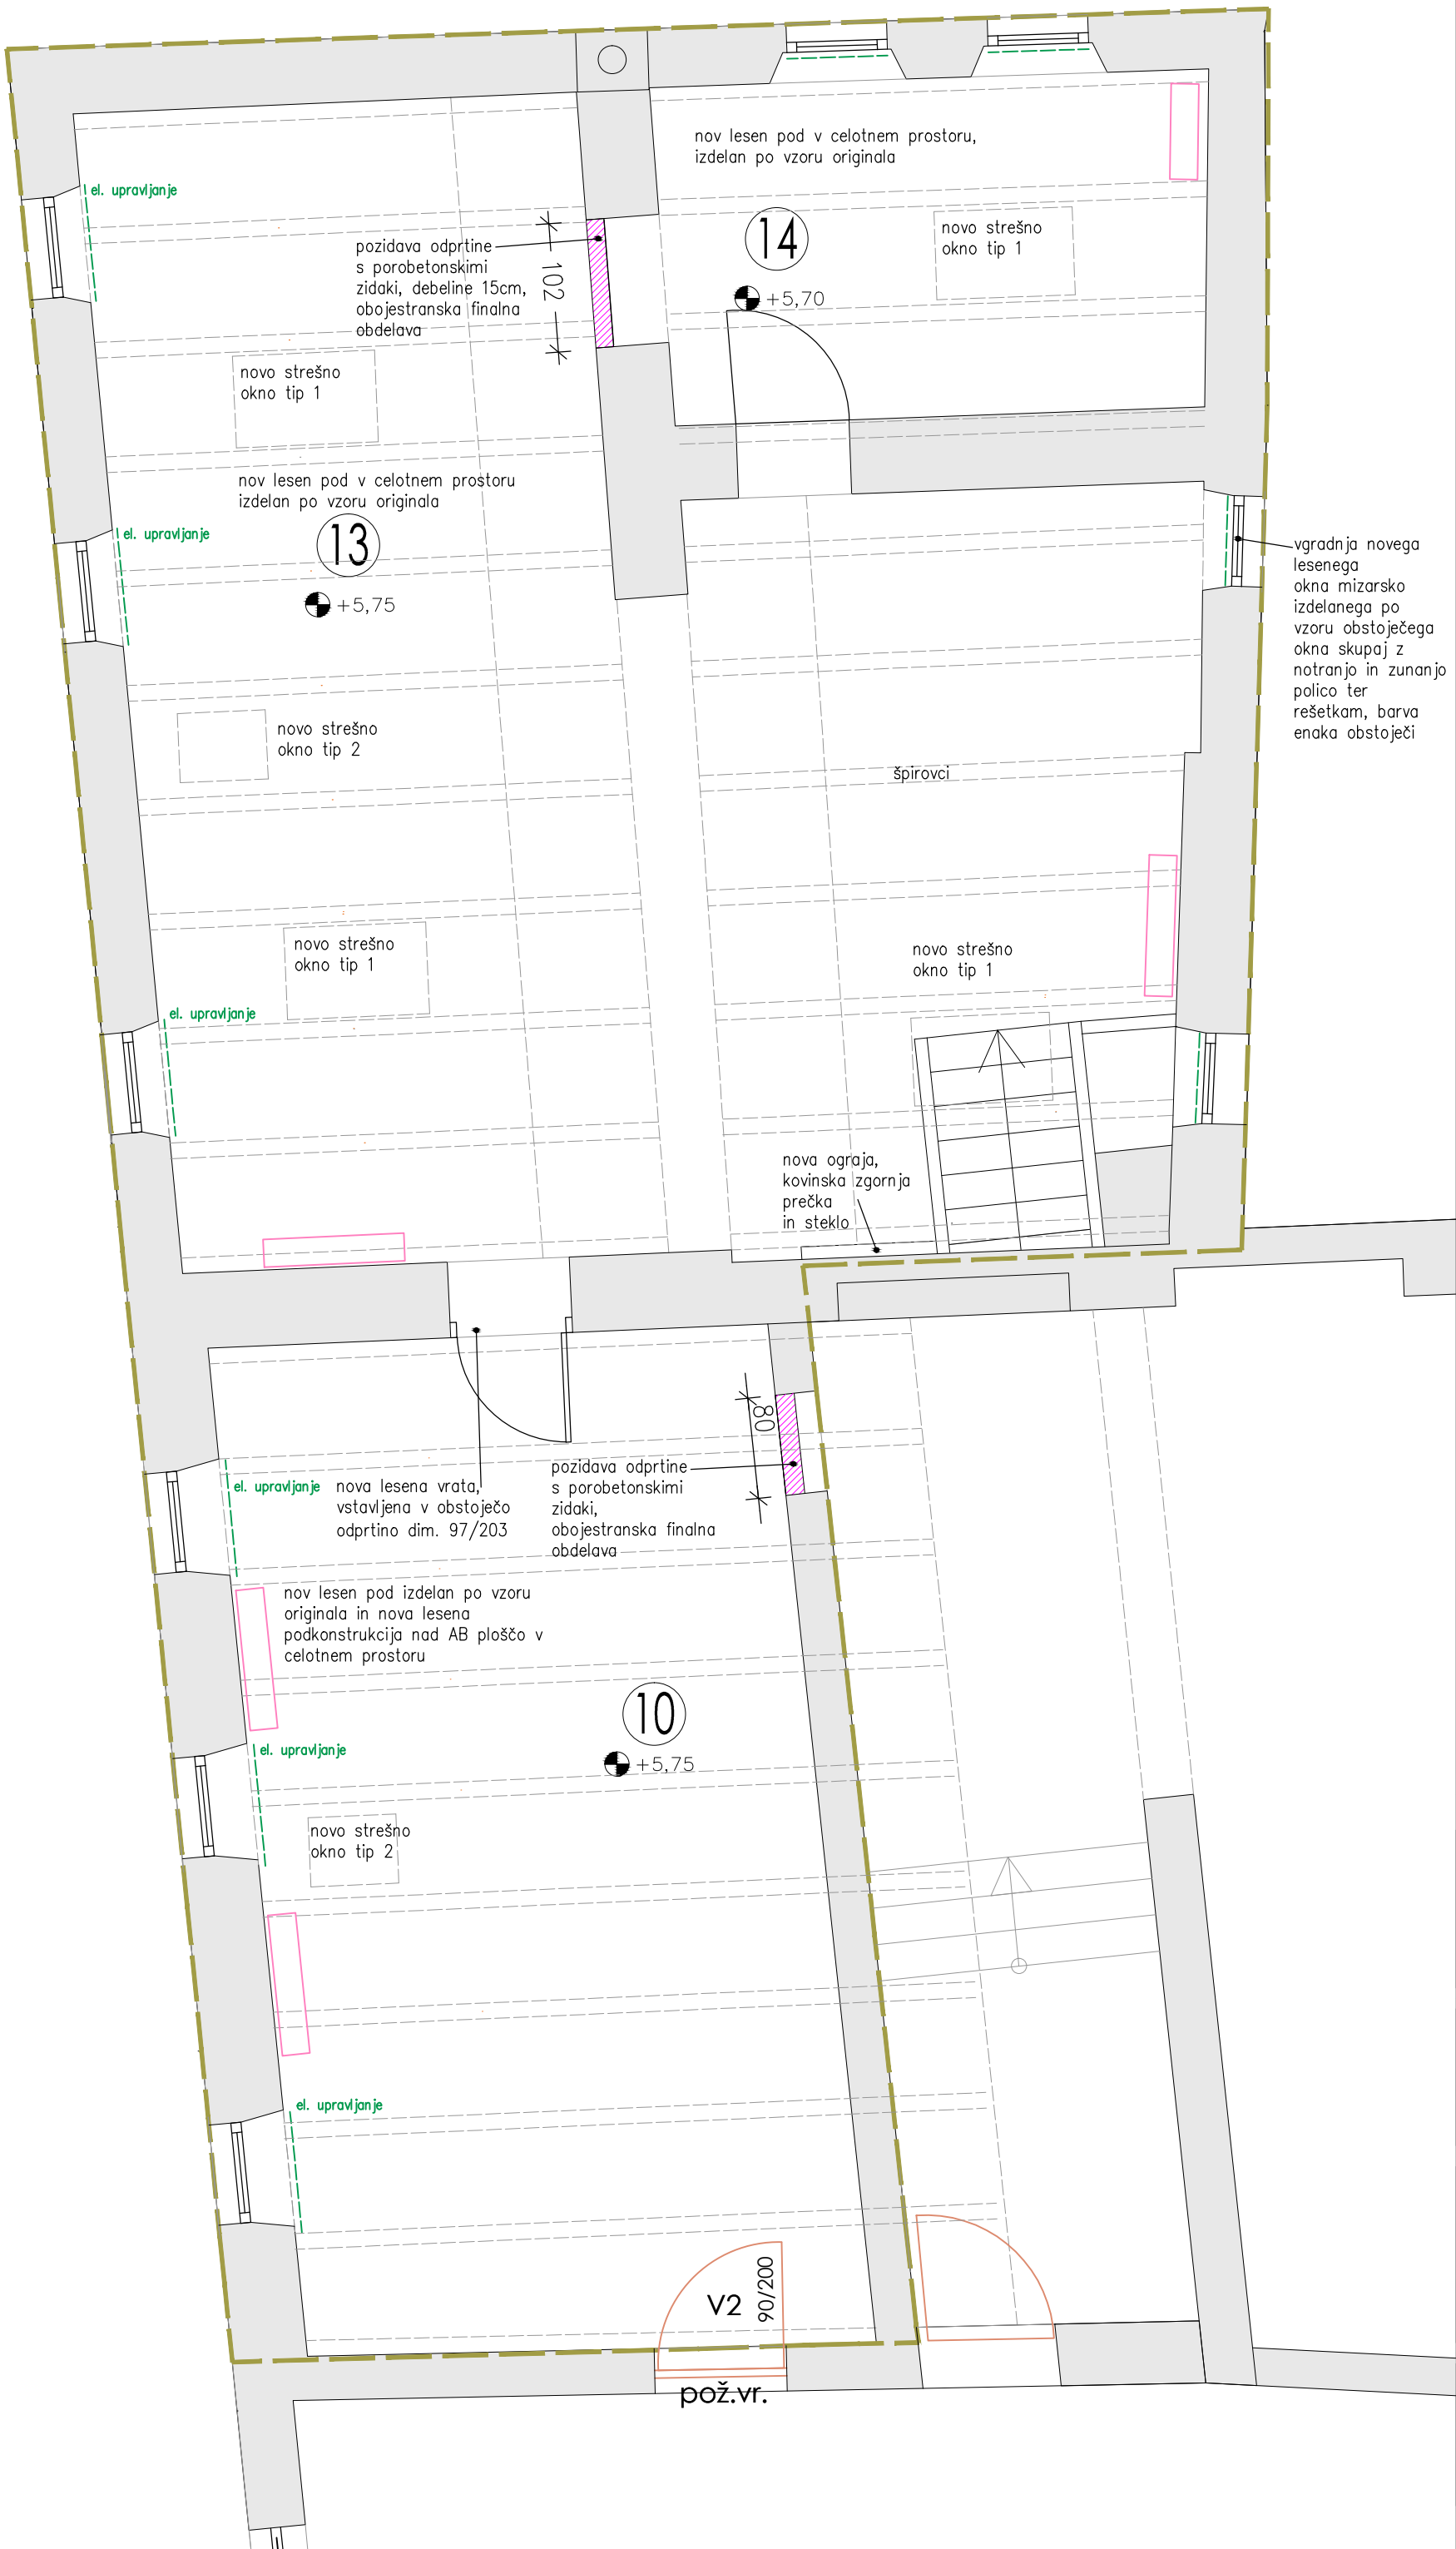 nov lesen pod v celotnem prostoru,
izdelan po vzoru originala
el. upravljanje
14
novo strešno
okno tip 1
pozidava odprtine
s porobetonskimi
zidaki, debeline 15cm,
obojestranska finalna
obdelava
102
+5,70
novo strešno
okno tip 1
nov lesen pod v celotnem prostoru
izdelan po vzoru originala
el. upravljanje
13
+5,75
vgradnja novega
lesenega
okna mizarsko
izdelanega po
vzoru obstoječega
okna skupaj z
notranjo in zunanjo
polico ter
rešetkam, barva
enaka obstoječi
novo strešno
okno tip 2
špirovci
novo strešno
okno tip 1
novo strešno
okno tip 1
el. upravljanje
nova ograja,
kovinska zgornja
prečka
in steklo
80
pozidava odprtine
s porobetonskimi
zidaki,
obojestranska finalna
obdelava
el. upravljanje
nova lesena vrata,
vstavljena v obstoječo
odprtino dim. 97/203
nov lesen pod izdelan po vzoru
originala in nova lesena
podkonstrukcija nad AB ploščo v
celotnem prostoru
10
+5,75
el. upravljanje
novo strešno
okno tip 2
el. upravljanje
V2
90/200
pož.vr.